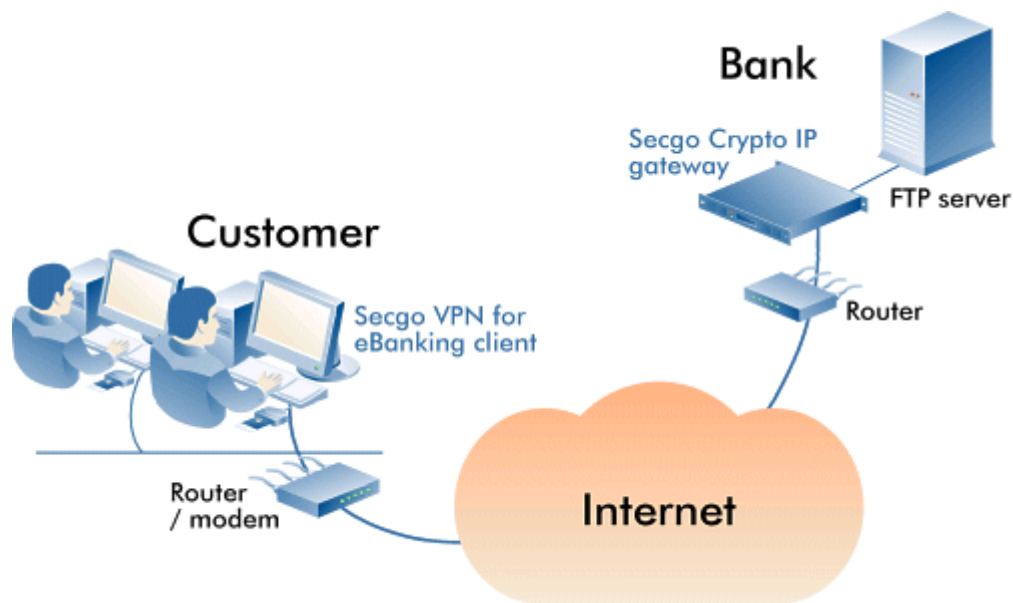 Bank
Secgo Crypto IP
gateway
FTP server
Customer
Secgo VPN for
eBanking client
Router
Router
/ modem
Internet